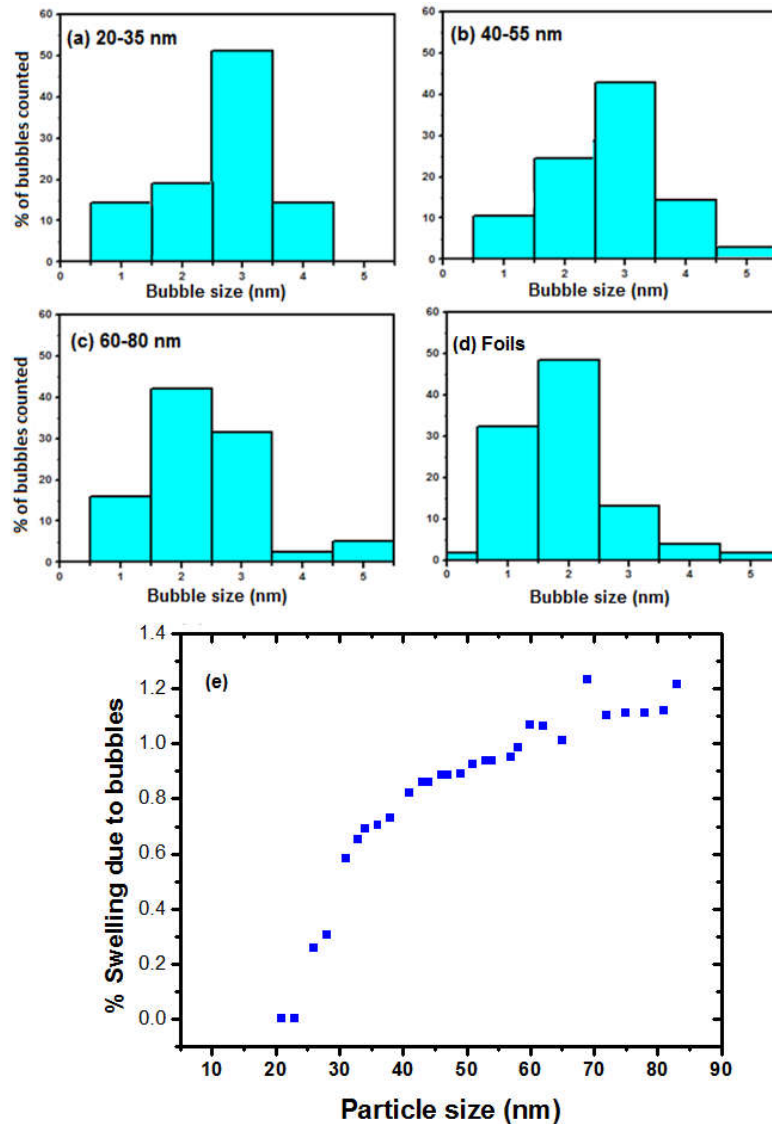 (a) 20-35 nm
% of bubbles counted
60
50
40
30
20
10
0
0 1 2 3 4 5
Bubble size (nm)
(b) 40-55 nm
60
50
40
30
20
10
0
0 1 2 3 4 5
Bubble size (nm)
(c) 60-80 nm
% of bubbles counted
60
50
40
30
20
10
0
0 1 2 3 4 5
Bubble size (nm)
(d) Foils
60
50
40
30
20
10
0
0 1 2 3 4 5
Bubble size (nm)
(e)
% Swelling due to bubbles
1.4
1.2
1.0
0.8
0.6
0.4
0.2
0.0
10 20 30 40 50 60 70 80 90
Particle size (nm)